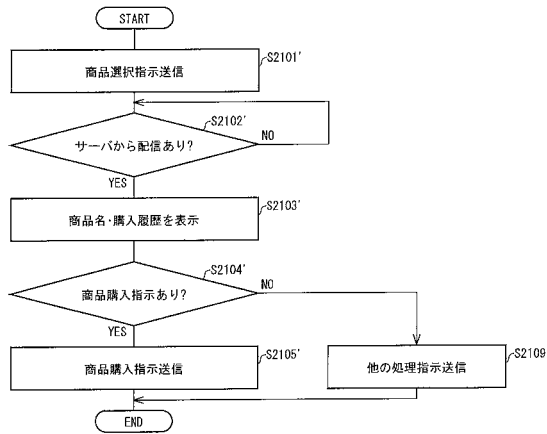 START
商品選択指示送信
S2101'
サーバから配信あり?
S2102'
NO
YES
商品名・購入履歴を表示
S2103'
商品購入指示あり?
S2104'
NO
YES
商品購入指示送信
S2105'
他の処理指示送信
S2109
END